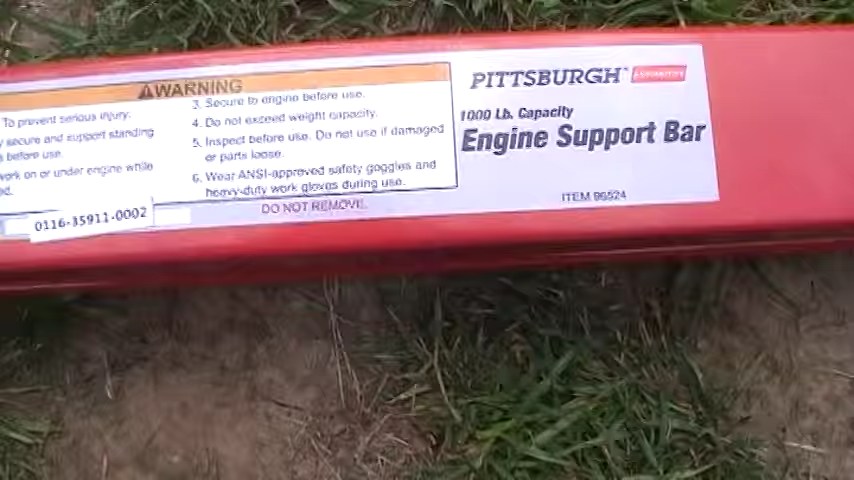 WARNING
To prevent serious injury:
secure and support standing
before use.
work on or under engine while
3. Secure to engine before use.
4. Do not exceed weight capacity.
5. Inspect before use. Do not use if damaged
or parts loose.
6. Wear ANSI-approved safety goggles and
heavy-duty work gloves during use.
DO NOT REMOVE.
0116-35911-0002
PITTSBURGH
1000 Lb. Capacity
Engine Support Bar
ITEM 96524